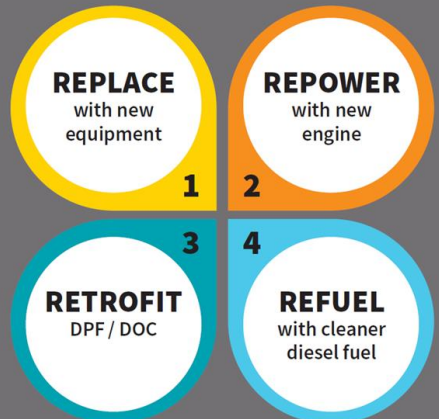 REPLACE
with new
equipment
1
REPOWER
with new
engine
2
3
RETROFIT
DPF / DOC
4
REFUEL
with cleaner
diesel fuel